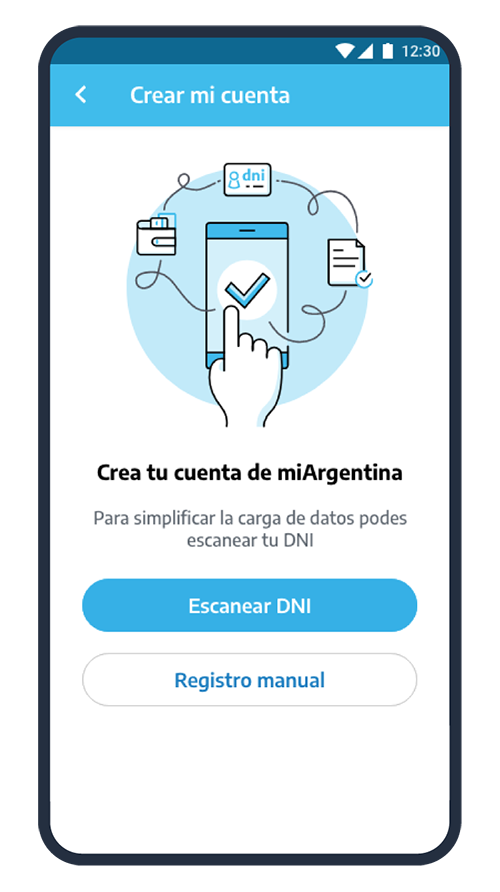 12:30
Crear mi cuenta
dni
Crea tu cuenta de miArgentina
Para simplificar la carga de datos podes
escanear tu DNI
Escanear DNI
Registro manual